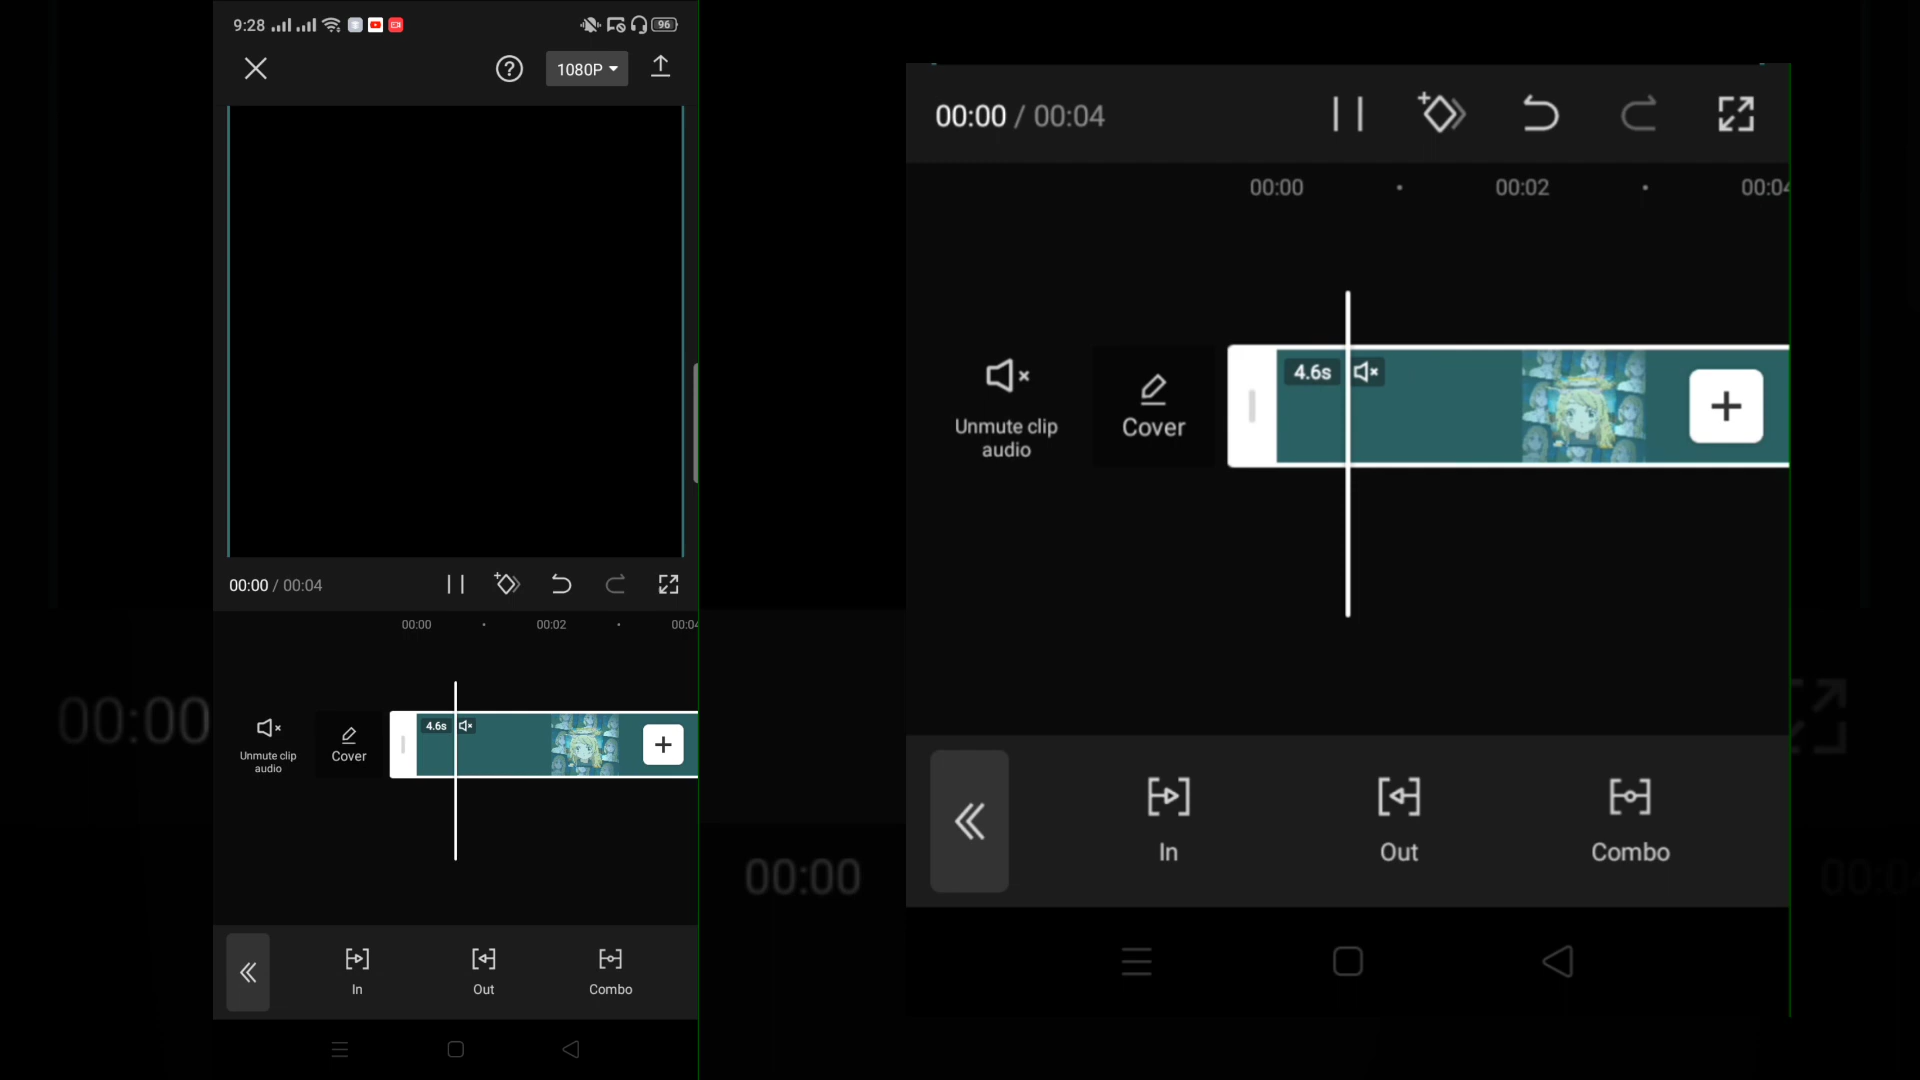 9:28
96
1080P
00:00 / 00:04
00:00
00:02
00:04
4.6s
Unmute clip
audio
Cover
In
Out
Combo
00:00 / 00:04
00:00
00:02
00:04
4.6s
Unmute clip
audio
Cover
In
Out
Combo
00:00
00:00